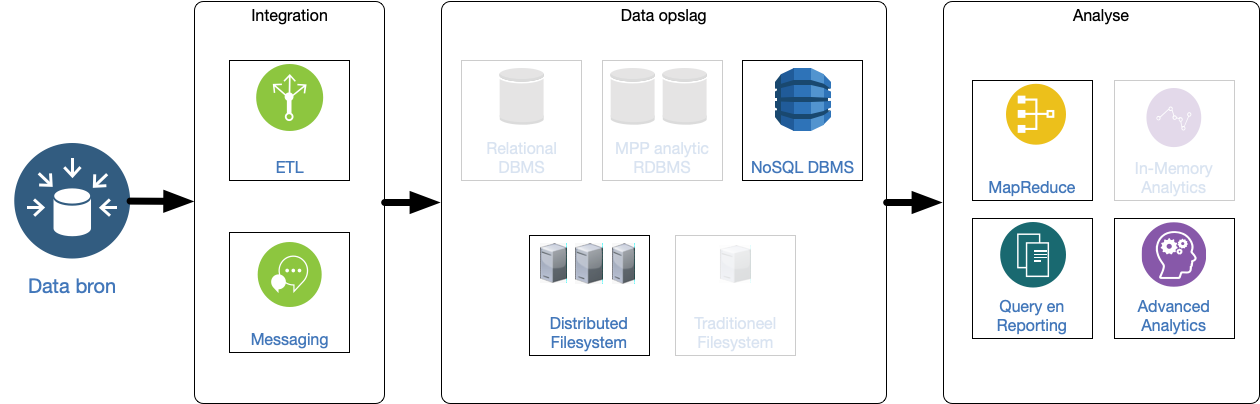 Integration
Data opslag
Analyse
ETL
Relational
DBMS
MPP analytic
RDBMS
NoSQL DBMS
MapReduce
In-Memory
Analytics
Data bron
Messaging
Distributed
Filesystem
Traditioneel
Filesystem
Query en
Reporting
Advanced
Analytics